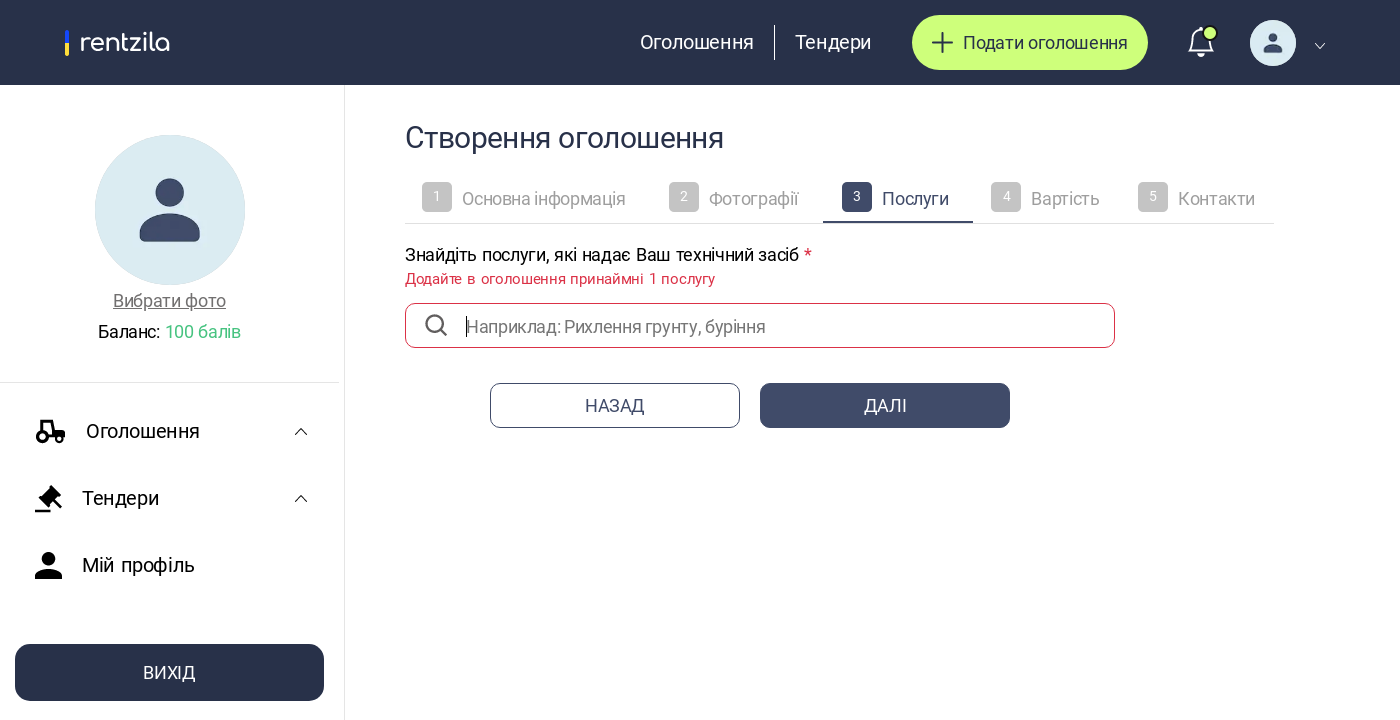 rentzila
Оголошення
Тендери
Подати оголошення
Вибрати фото
Баланс: 100 балів
Оголошення
Тендери
Мій профіль
ВИХІД
Створення оголошення
1 Основна інформація
2 Фотографії
3 Послуги
4 Вартість
5 Контакти
Знайдіть послуги, які надає Ваш технічний засіб *
Додайте в оголошення принаймні 1 послугу
Наприклад: Рихлення грунту, буріння
НАЗАД
ДАЛІ